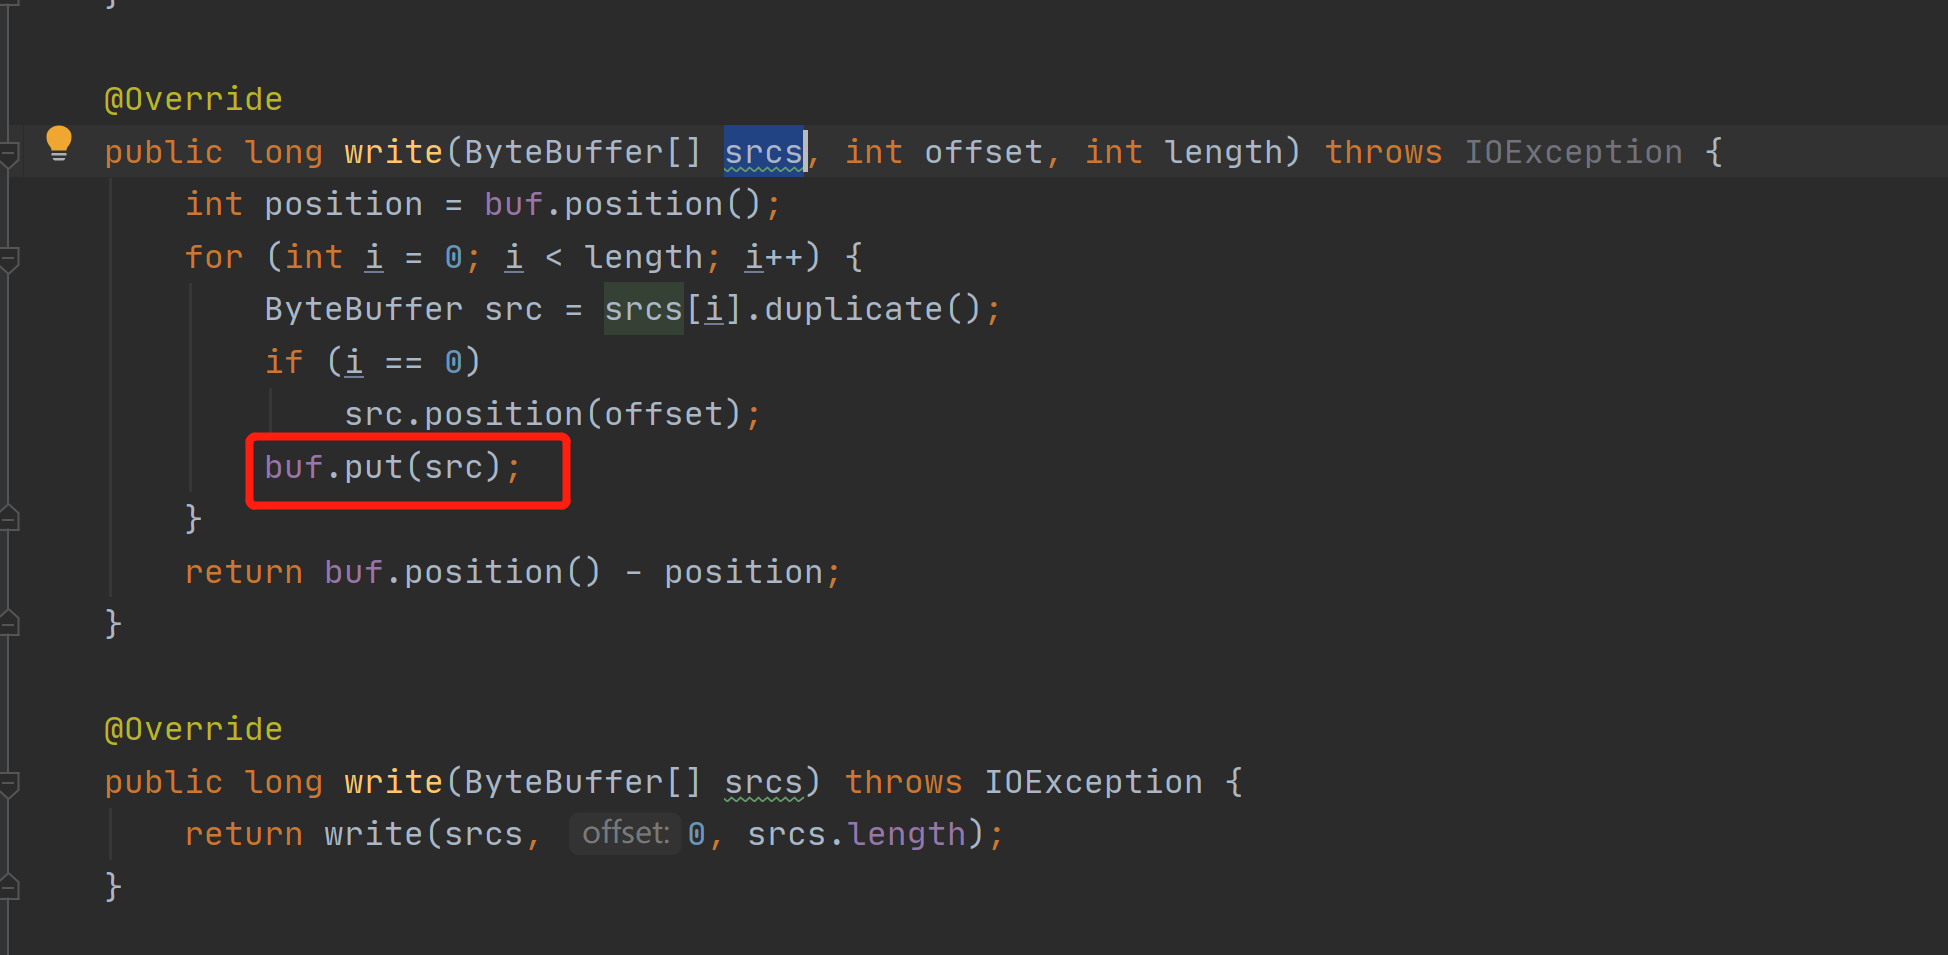 }
@Override
public long write(ByteBuffer[] srcs, int offset, int length) throws IOException {
int position = buf.position();
for (int i = 0; i < length; i++) {
ByteBuffer src = srcs[i].duplicate();
if (i == 0)
src.position(offset);
buf.put(src);
}
return buf.position() - position;
}
@Override
public long write(ByteBuffer[] srcs) throws IOException {
return write(srcs, offset: 0, srcs.length);
}